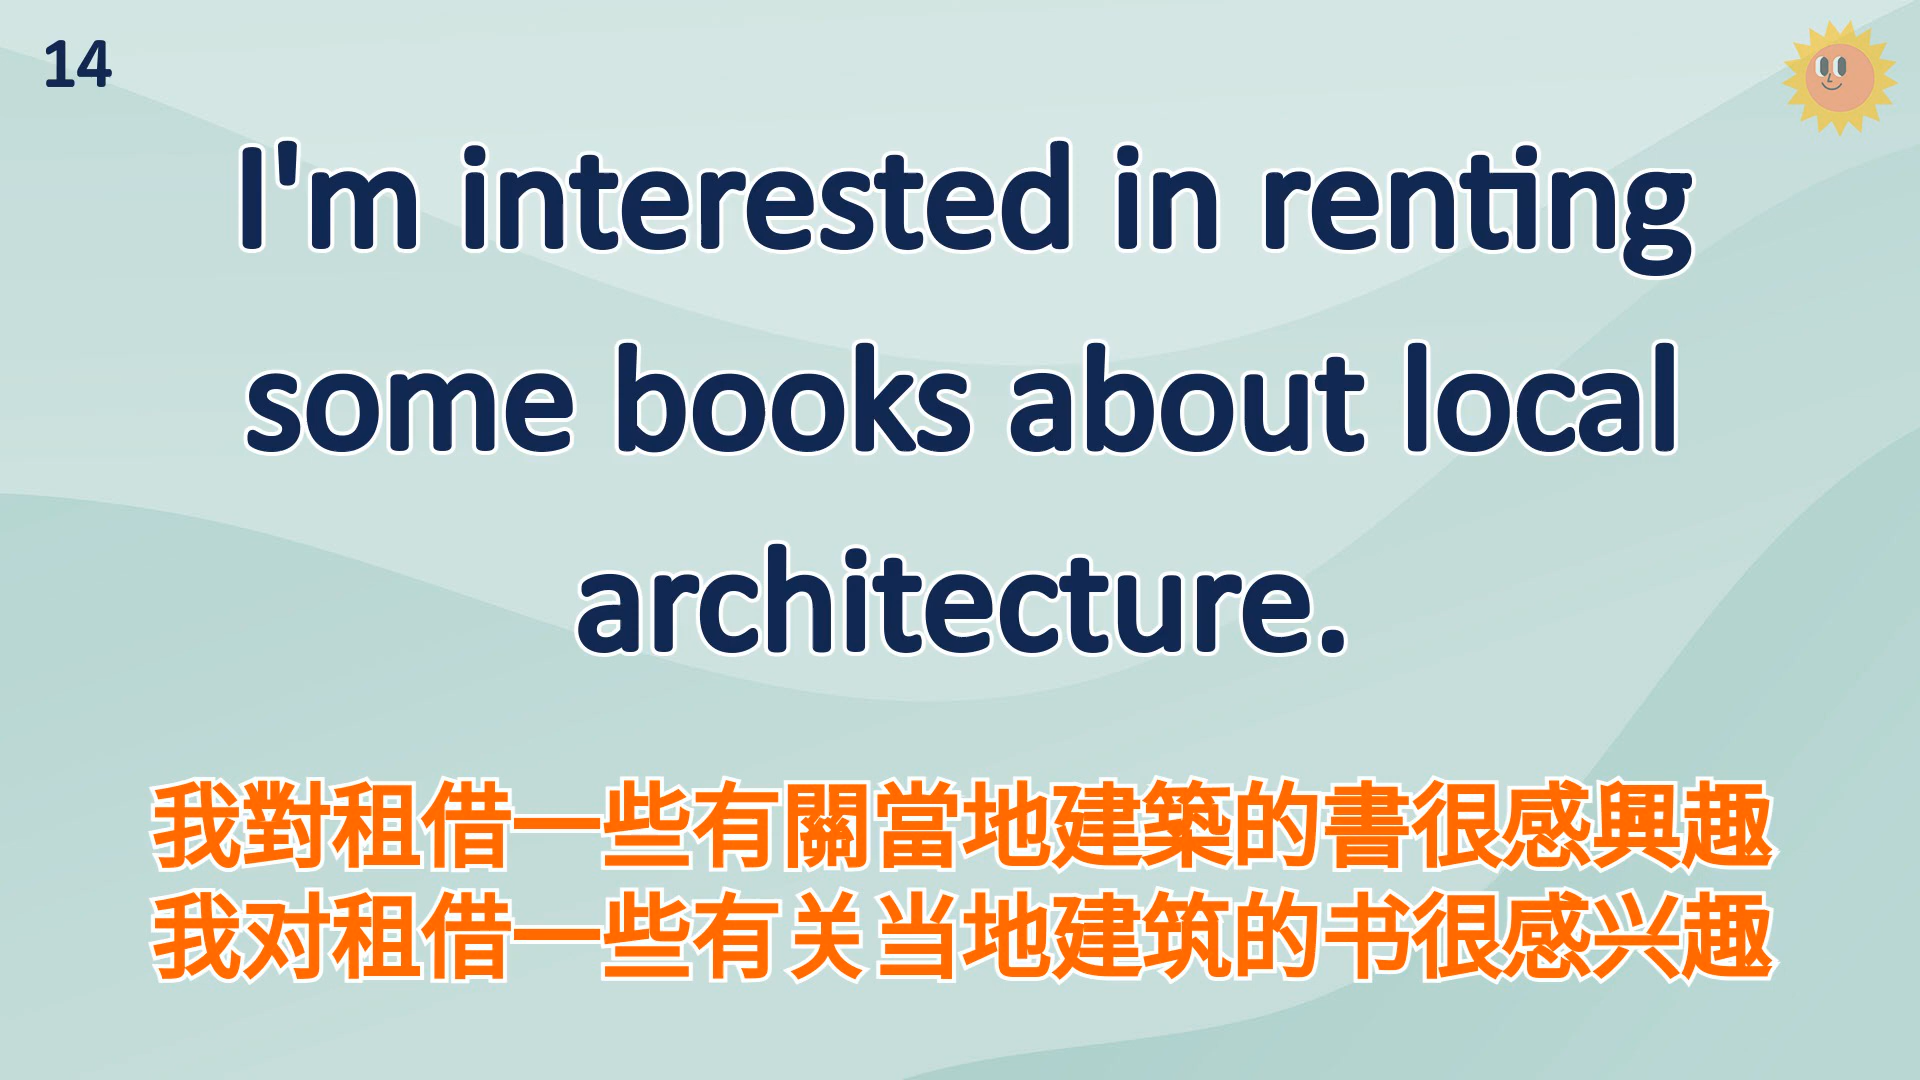 14
I'm interested in renting
some books about local
architecture.
我對租借一些有關當地建築的書很感興趣
我对租借一些有关当地建筑的书很感兴趣